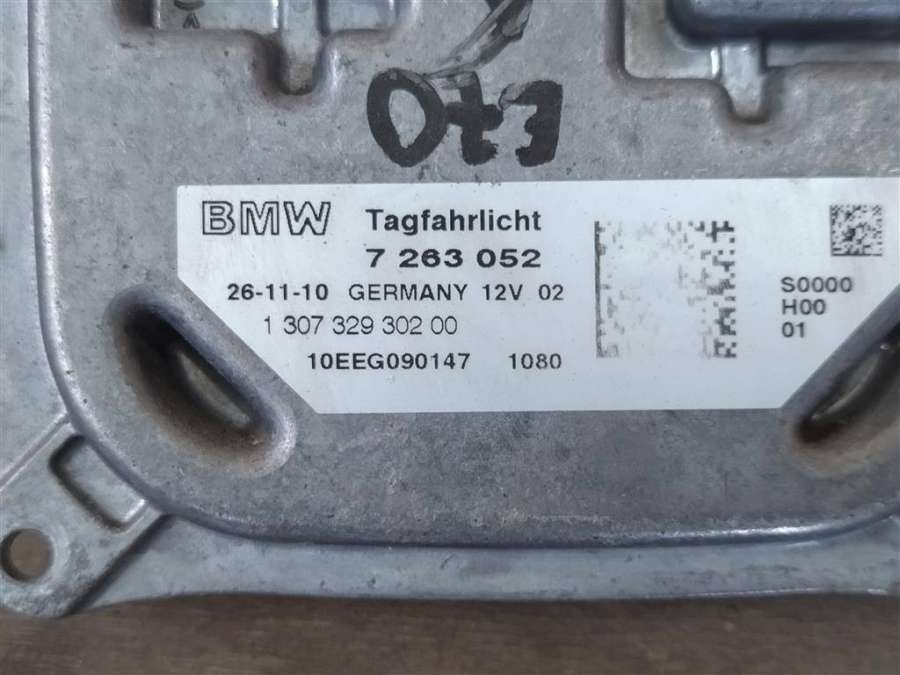 E70
BMW Tagfahrlicht
7 263 052
26-11-10 GERMANY 12V 02
1 307 329 302 00
10EEG090147 1080
S0000
H00
01